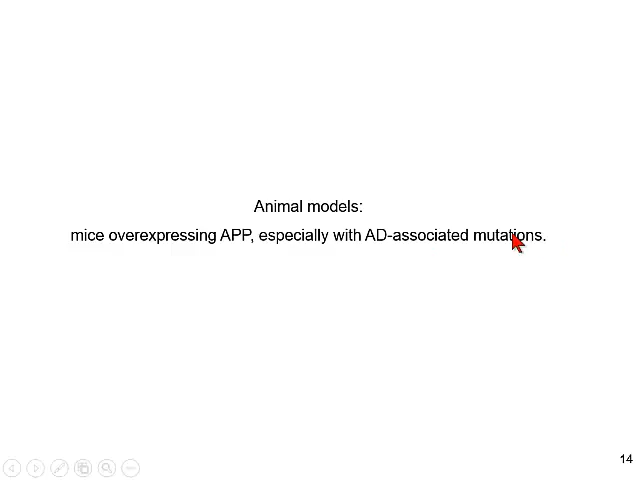 Animal models:
mice overexpressing APP, especially with AD-associated mutations.
14